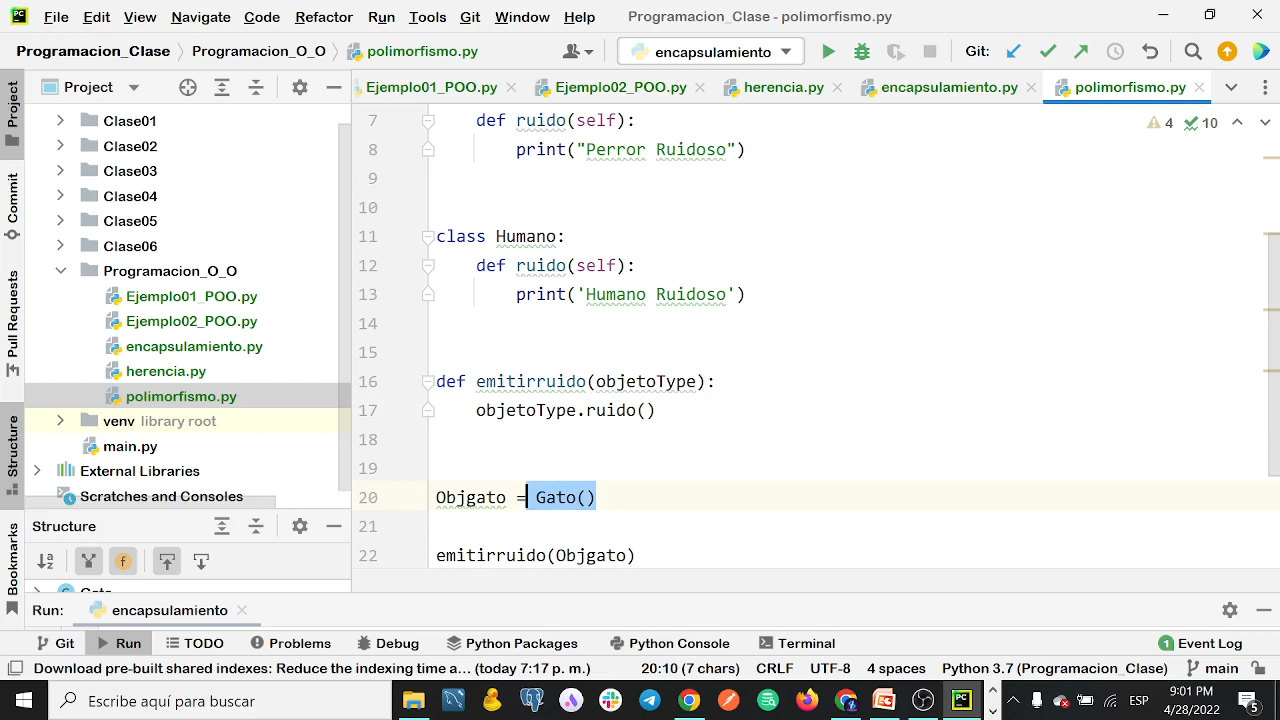 PC File Edit View Navigate Code Refactor Run Tools Git Window Help Programacion_Clase - polimorfismo.py
Programacion_Clase Programacion_O_O polimorfismo.py encapsulamiento Git:
Project Ejemplo01_POO.py Ejemplo02_POO.py herencia.py encapsulamiento.py polimorfismo.py
Project
Commit
Pull Requests
Structure
Bookmarks
Clase01
Clase02
Clase03
Clase04
Clase05
Clase06
Programacion_O_O
Ejemplo01_POO.py
Ejemplo02_POO.py
encapsulamiento.py
herencia.py
polimorfismo.py
venv library root
main.py
External Libraries
Scratches and Consoles
Structure
4 10
7 def ruido(self):
8 print("Perror Ruidoso")
9
10
11 class Humano:
12 def ruido(self):
13 print('Humano Ruidoso')
14
15
16 def emitirruido(objetoType):
17 objetoType.ruido()
18
19
20 Objgato = Gato()
21
22 emitirruido(Objgato)
Run: encapsulamiento
Git Run TODO Problems Debug Python Packages Python Console Terminal 1 Event Log
Download pre-built shared indexes: Reduce the indexing time a... (today 7:17 p. m.) 20:10 (7 chars) CRLF UTF-8 4 spaces Python 3.7 (Programacion_Clase) main
Escribe aquí para buscar ESP 9:01 PM
4/28/2022 5